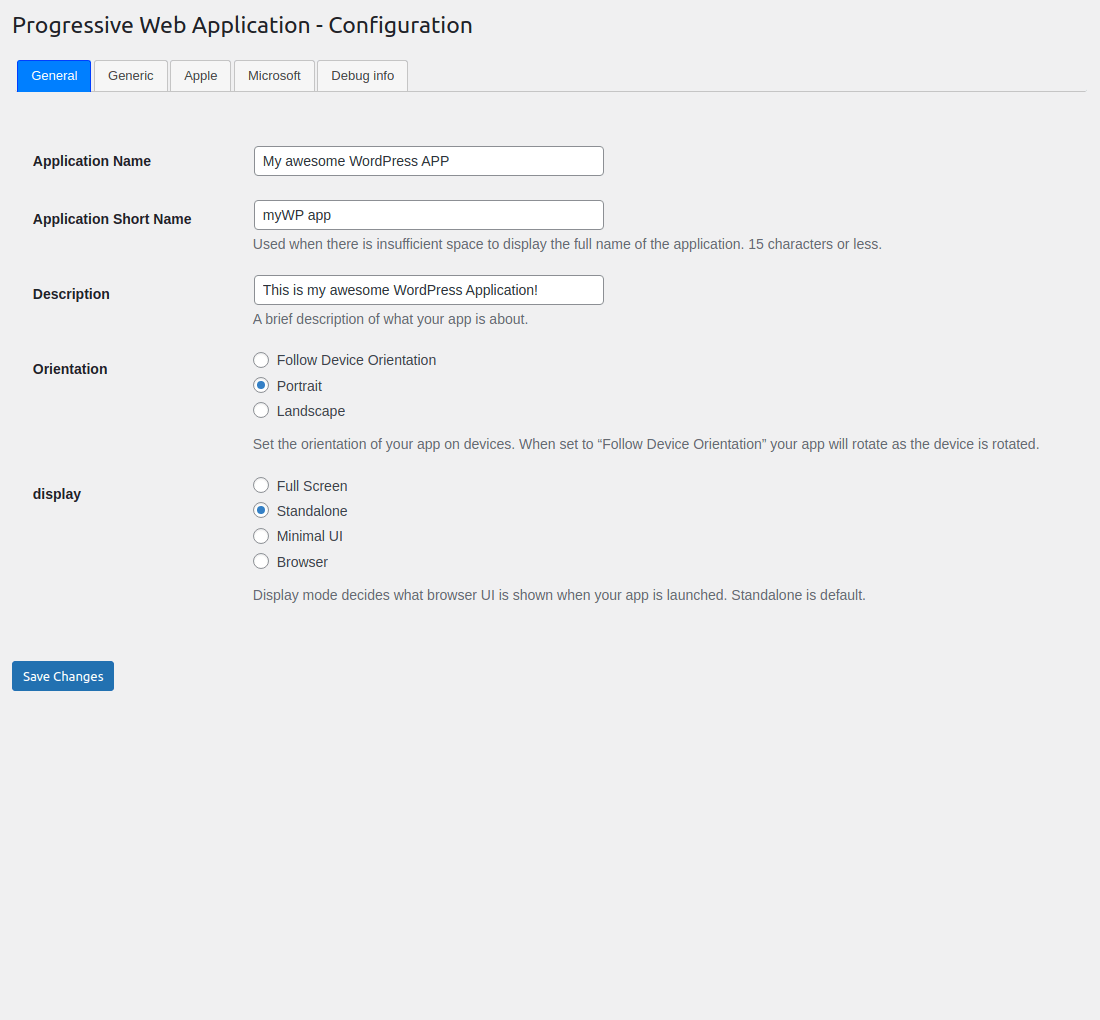 Progressive Web Application - Configuration
General Generic Apple Microsoft Debug info
Application Name My awesome WordPress APP
Application Short Name myWP app
Used when there is insufficient space to display the full name of the application. 15 characters or less.
Description This is my awesome WordPress Application!
A brief description of what your app is about.
Orientation Follow Device Orientation
Portrait
Landscape
Set the orientation of your app on devices. When set to “Follow Device Orientation” your app will rotate as the device is rotated.
display Full Screen
Standalone
Minimal UI
Browser
Display mode decides what browser UI is shown when your app is launched. Standalone is default.
Save Changes